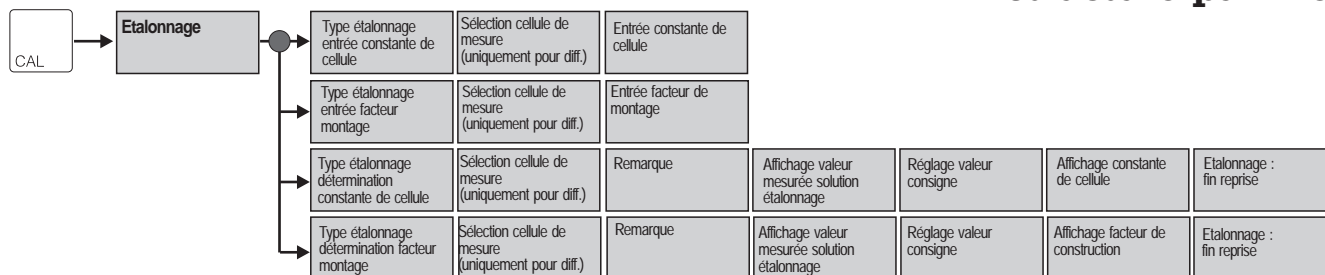 CAL
Etalonnage
Type étalonnage
entrée constante de
cellule
Sélection cellule de
mesure
(uniquement pour diff.)
Entrée constante de
cellule
Type étalonnage
entrée facteur
montage
Sélection cellule de
mesure
(uniquement pour diff.)
Entrée facteur de
montage
Type étalonnage
détermination
constante de cellule
Sélection cellule de
mesure
(uniquement pour diff.)
Remarque
Affichage valeur
mesurée solution
étalonnage
Réglage valeur
consigne
Affichage constante
de cellule
Etalonnage :
fin reprise
Type étalonnage
détermination facteur
montage
Sélection cellule de
mesure
(uniquement pour diff.)
Remarque
Affichage valeur
mesurée solution
étalonnage
Réglage valeur
consigne
Affichage facteur de
construction
Etalonnage :
fin reprise